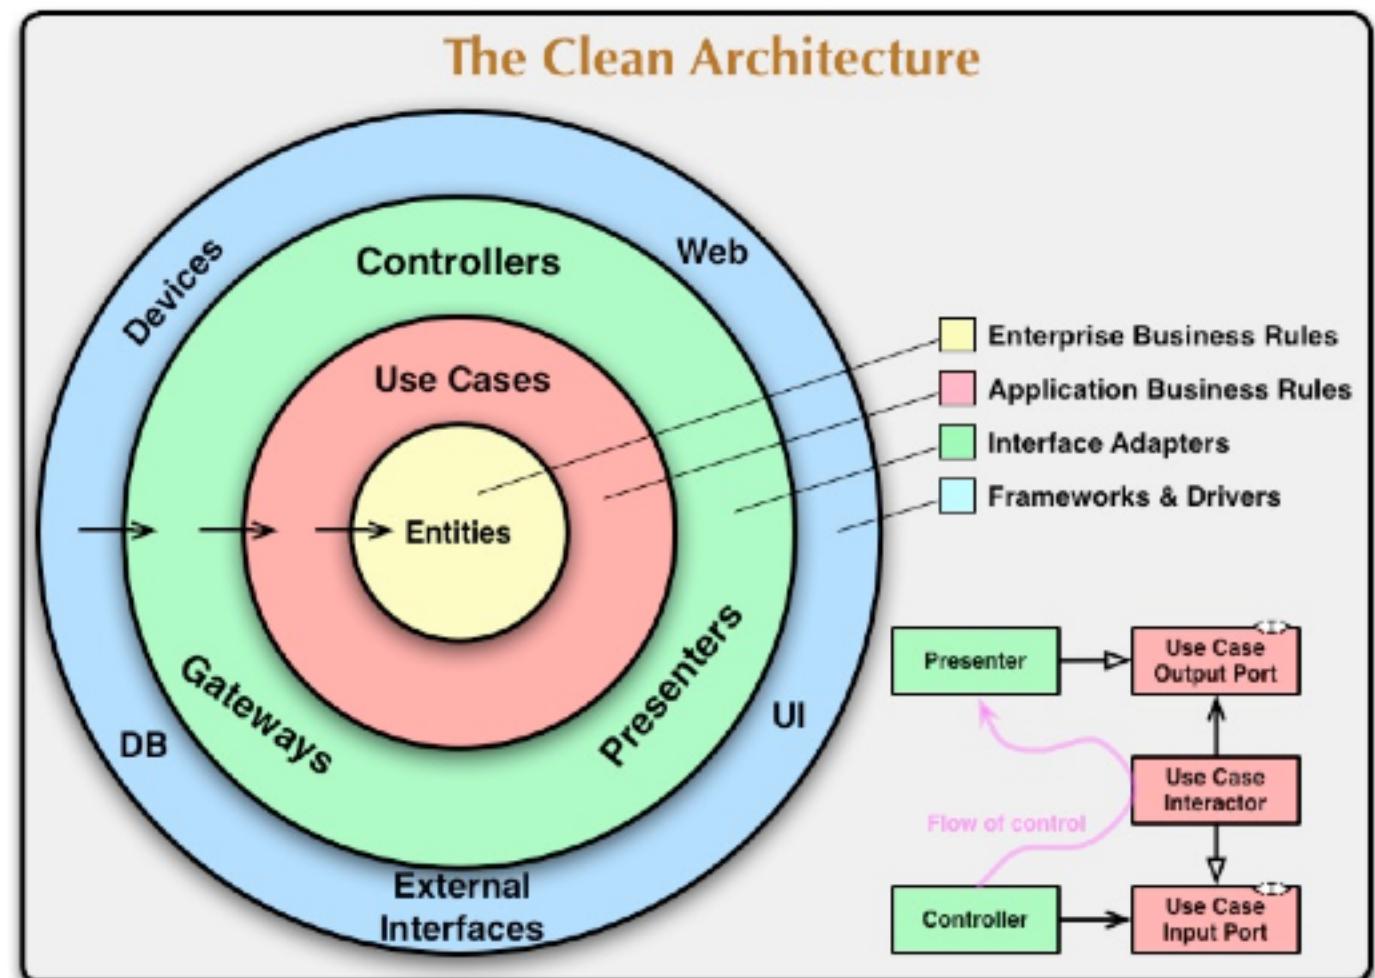 The Clean Architecture
Devices
Controllers
Web
Use Cases
Entities
Gateways
Presenters
DB
UI
External
Interfaces
Enterprise Business Rules
Application Business Rules
Interface Adapters
Frameworks & Drivers
Presenter
Use Case
Output Port
Use Case
Interactor
Flow of control
Controller
Use Case
Input Port